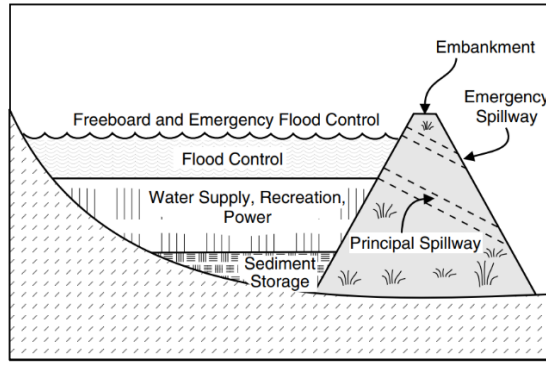 Embankment
Emergency
Spillway
Freeboard and Emergency Flood Control
Flood Control
Water Supply, Recreation,
Power
Principal Spillway
Sediment
Storage